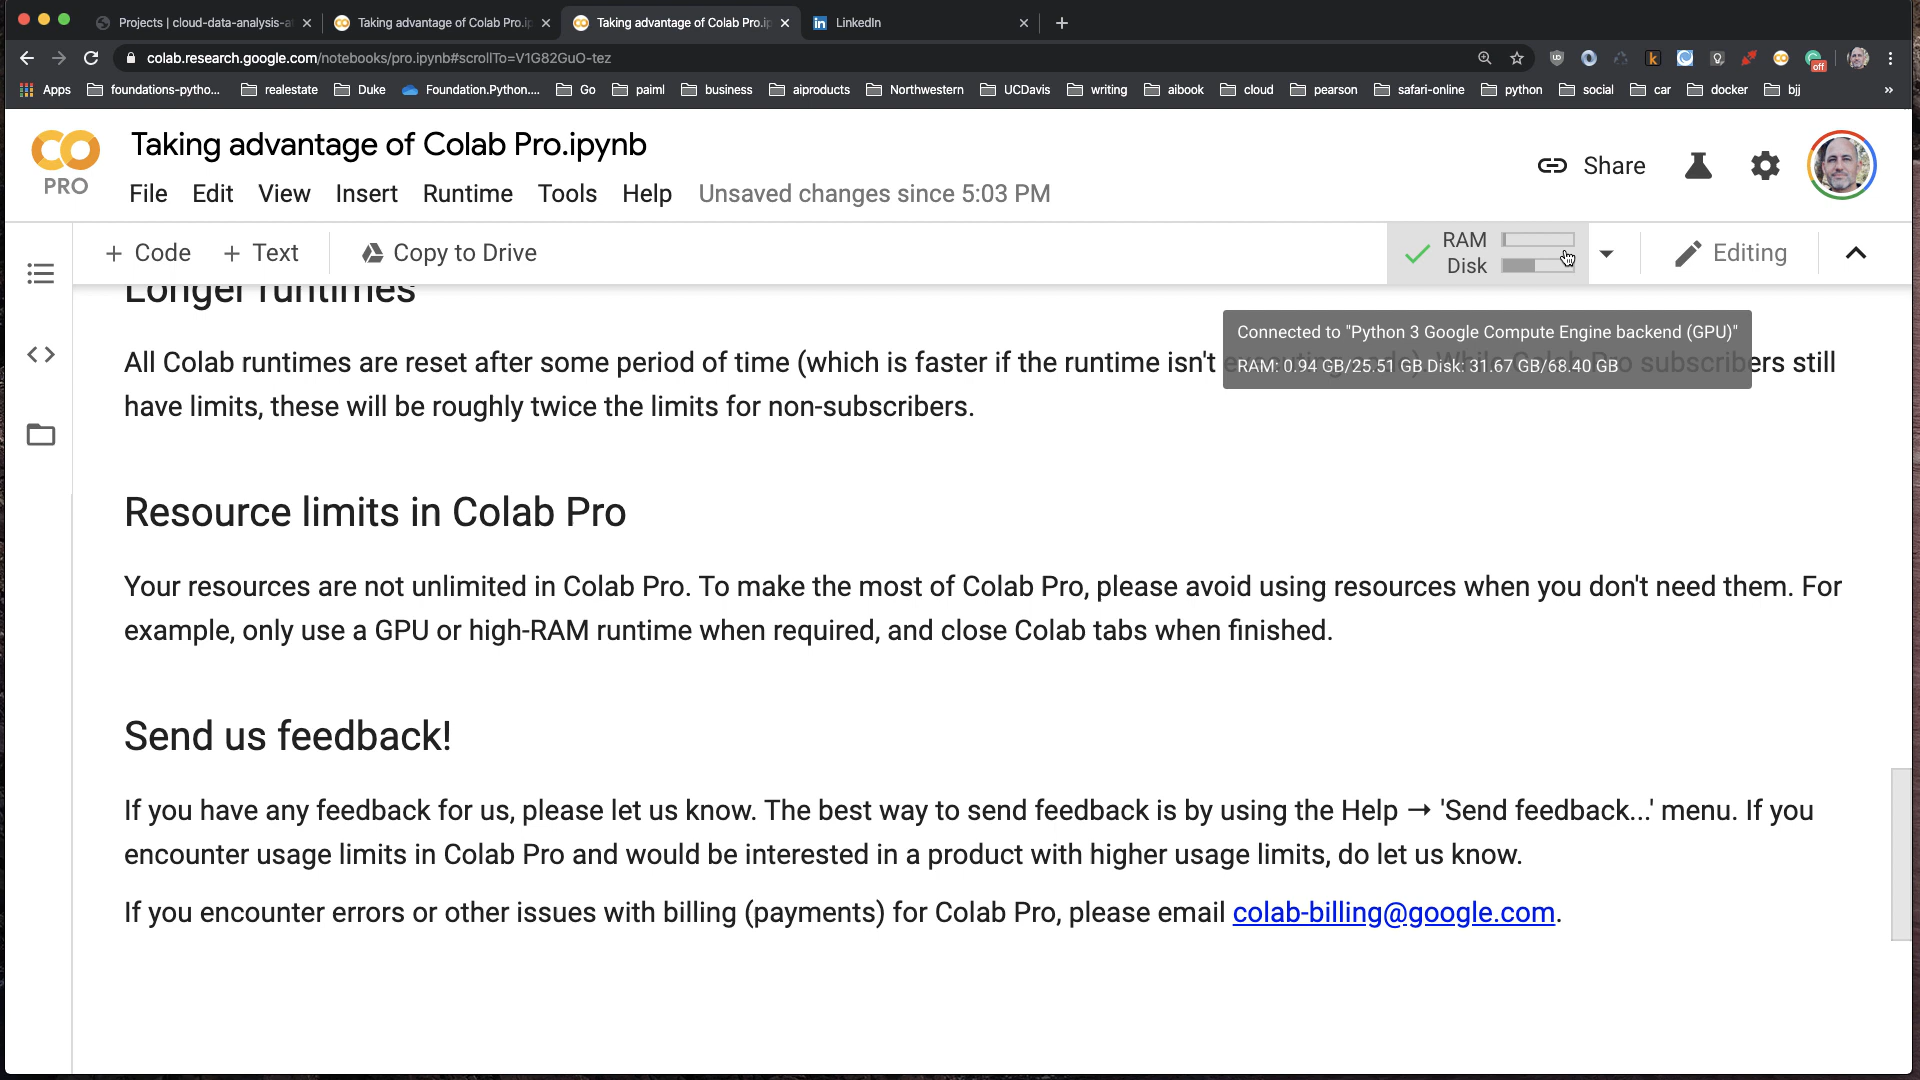 Projects | cloud-data-analysis-a
Taking advantage of Colab Pro.ip
Taking advantage of Colab Pro.ip
LinkedIn
colab.research.google.com/notebooks/pro.ipynb#scrollTo=V1G82GuO-tez
off
Apps foundations-pytho... realestate Duke Foundation.Python.... Go paiml business aiproducts Northwestern UCDavis writing aibook cloud pearson safari-online python social car docker bjj »
Taking advantage of Colab Pro.ipynb
PRO
Share
File Edit View Insert Runtime Tools Help Unsaved changes since 5:03 PM
+ Code + Text Copy to Drive
RAM
Disk
Editing
Longer runtimes
Connected to "Python 3 Google Compute Engine backend (GPU)"
RAM: 0.94 GB/25.51 GB Disk: 31.67 GB/68.40 GB
All Colab runtimes are reset after some period of time (which is faster if the runtime isn't executing code). While Colab Pro subscribers still
have limits, these will be roughly twice the limits for non-subscribers.
Resource limits in Colab Pro
Your resources are not unlimited in Colab Pro. To make the most of Colab Pro, please avoid using resources when you don't need them. For
example, only use a GPU or high-RAM runtime when required, and close Colab tabs when finished.
Send us feedback!
If you have any feedback for us, please let us know. The best way to send feedback is by using the Help → 'Send feedback...' menu. If you
encounter usage limits in Colab Pro and would be interested in a product with higher usage limits, do let us know.
If you encounter errors or other issues with billing (payments) for Colab Pro, please email colab-billing@google.com.